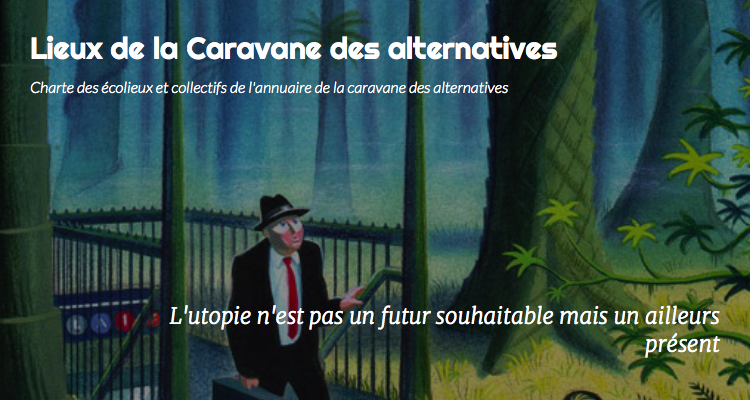 Lieux de la Caravane des alternatives
Charte des écolieux et collectifs de l'annuaire de la caravane des alternatives
L'utopie n'est pas un futur souhaitable mais un ailleurs
présent